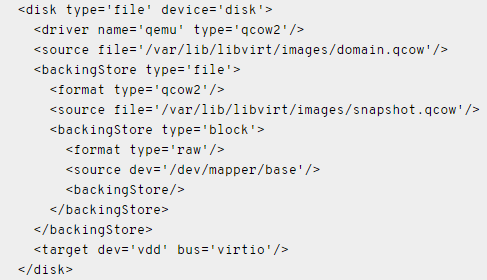 <disk type='file' device='disk'>
<driver name='qemu' type='qcow2'/>
<source file='/var/lib/libvirt/images/domain.qcow'/>
<backingStore type='file'>
<format type='qcow2'/>
<source file='/var/lib/libvirt/images/snapshot.qcow'/>
<backingStore type='block'>
<format type='raw'/>
<source dev='/dev/mapper/base'/>
<backingStore/>
</backingStore>
</backingStore>
<target dev='vdd' bus='virtio'/>
</disk>